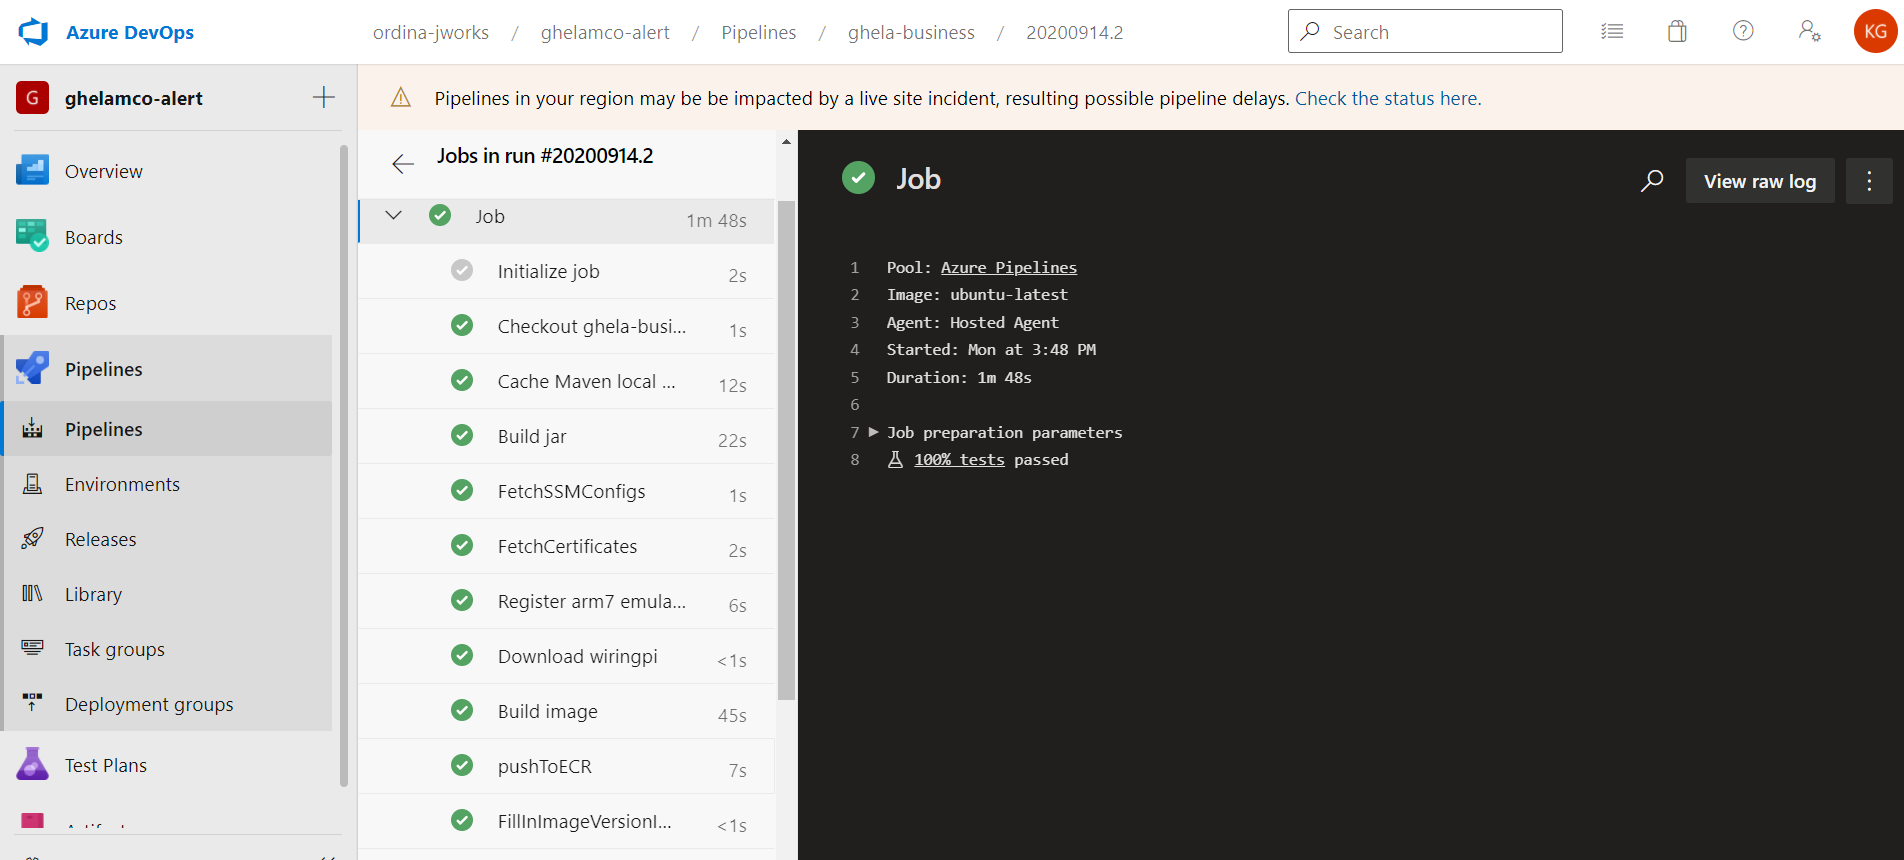 Azure DevOps
ordina-jworks / ghelamco-alert / Pipelines / ghela-business / 20200914.2
Search
KG
G ghelamco-alert
Pipelines in your region may be be impacted by a live site incident, resulting possible pipeline delays. Check the status here.
Overview
Boards
Repos
Pipelines
Pipelines
Environments
Releases
Library
Task groups
Deployment groups
Test Plans
Jobs in run #20200914.2
Job 1m 48s
Initialize job 2s
Checkout ghela-busi... 1s
Cache Maven local ... 12s
Build jar 22s
FetchSSMConfigs 1s
FetchCertificates 2s
Register arm7 emula... 6s
Download wiringpi <1s
Build image 45s
pushToECR 7s
FillInImageVersionI... <1s
Job
View raw log
1 Pool: Azure Pipelines
2 Image: ubuntu-latest
3 Agent: Hosted Agent
4 Started: Mon at 3:48 PM
5 Duration: 1m 48s
6
7 Job preparation parameters
8 100% tests passed